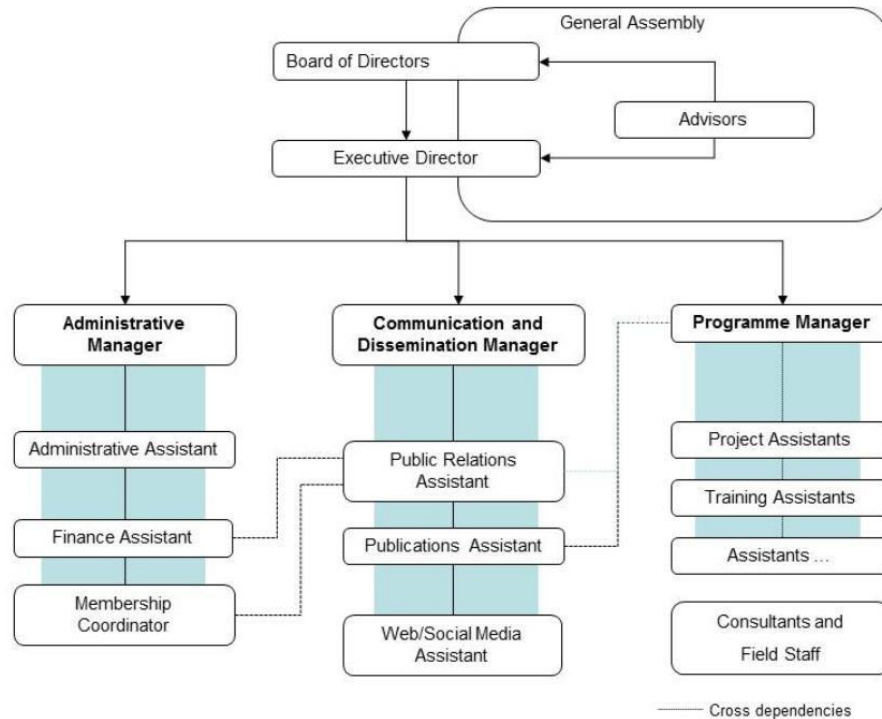 General Assembly
Board of Directors
Advisors
Executive Director
Administrative
Manager
Communication and
Dissemination Manager
Programme Manager
Administrative Assistant
Public Relations
Assistant
Project Assistants
Training Assistants
Finance Assistant
Publications Assistant
Assistants ...
Membership
Coordinator
Web/Social Media
Assistant
Consultants and
Field Staff
Cross dependencies